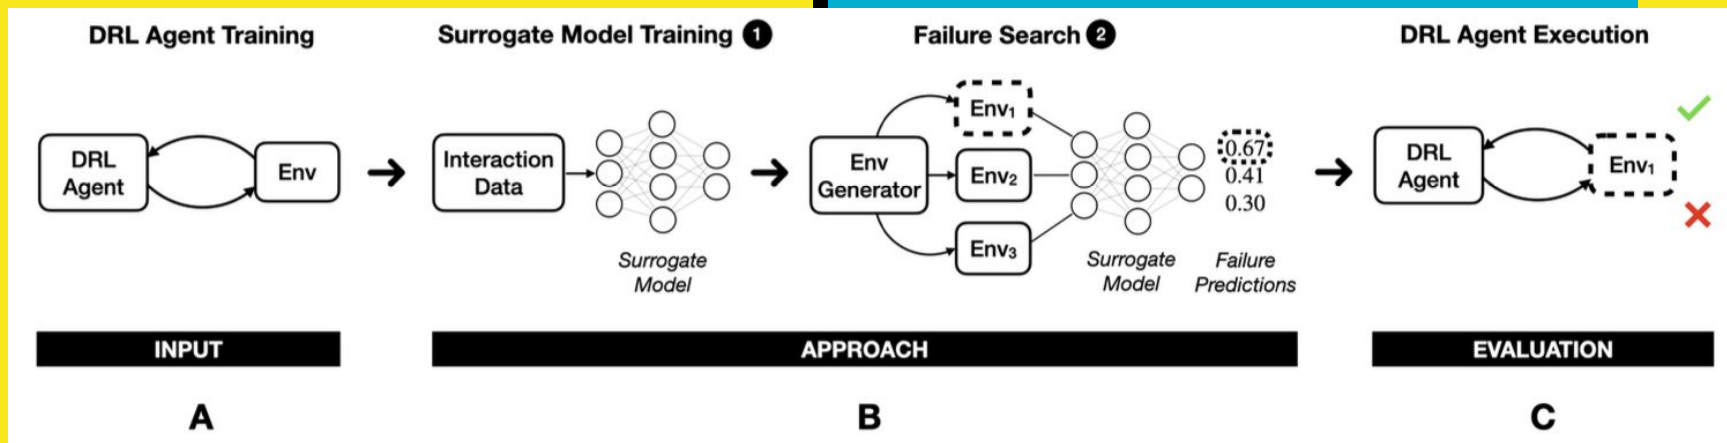 DRL Agent Training
Surrogate Model Training 1
Failure Search 2
DRL Agent Execution
DRL
Agent
Env
Interaction
Data
Surrogate
Model
Env
Generator
Env₁
Env₂
Env₃
Surrogate
Model
0.67
0.41
0.30
Failure
Predictions
DRL
Agent
Env₁
INPUT
APPROACH
EVALUATION
A
B
C